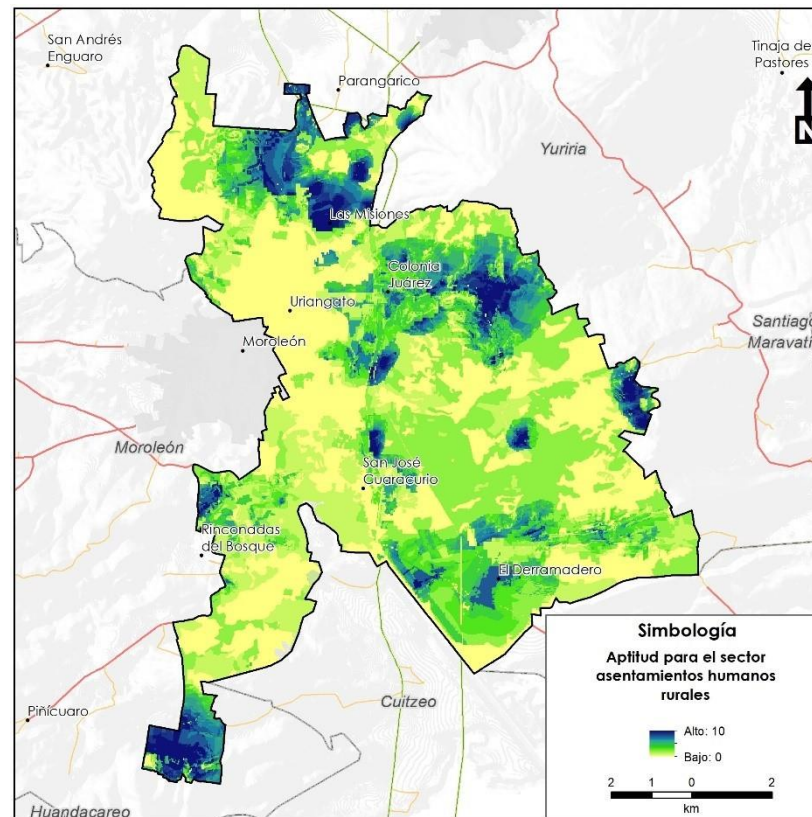 San Andrés
Enguaro
Tinaja de
Pastores
Parangarico
N
Yuriria
Las Misiones
Colonia
Juárez
Uriangato
Santiago
Maravatí
Moroleón
Moroleón
San José
Guaracurio
Rinconadas
del Bosque
El Derramadero
Simbología
Aptitud para el sector
asentamientos humanos
rurales
Alto: 10
Bajo: 0
2 1 0 2
km
Cuitzeo
Piñícuaro
Huandacareo